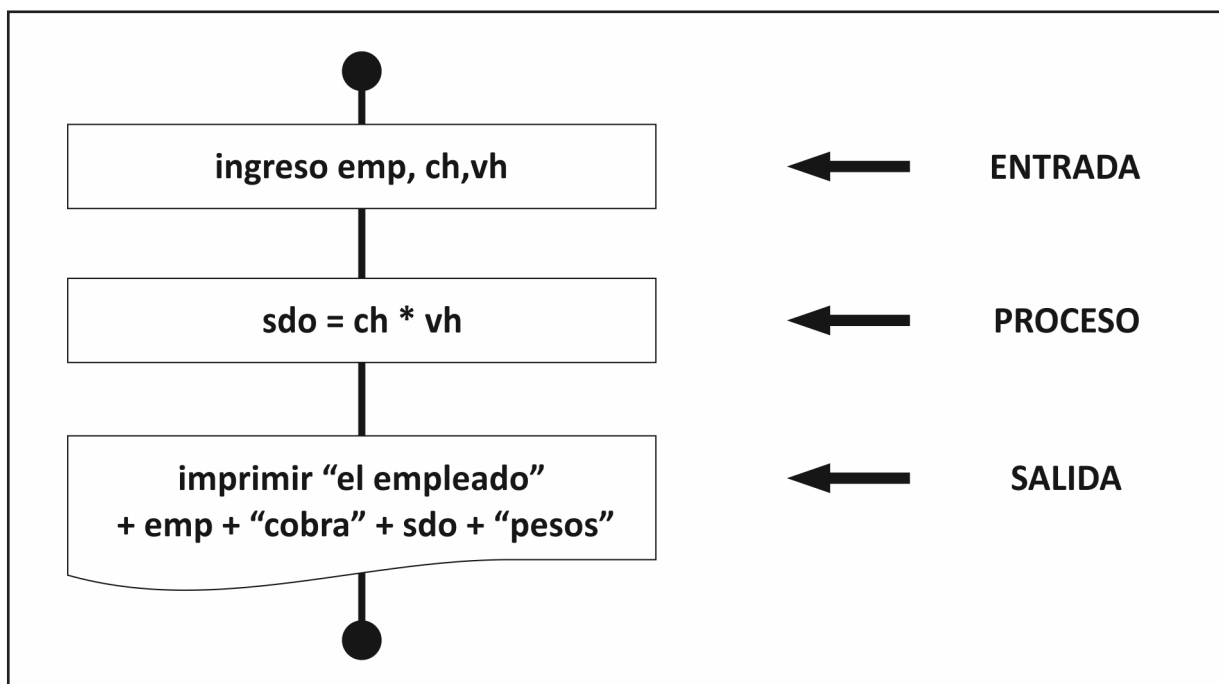 ingreso emp, ch,vh
ENTRADA
sdo = ch * vh
PROCESO
imprimir “el empleado”
+ emp + “cobra” + sdo + “pesos”
SALIDA